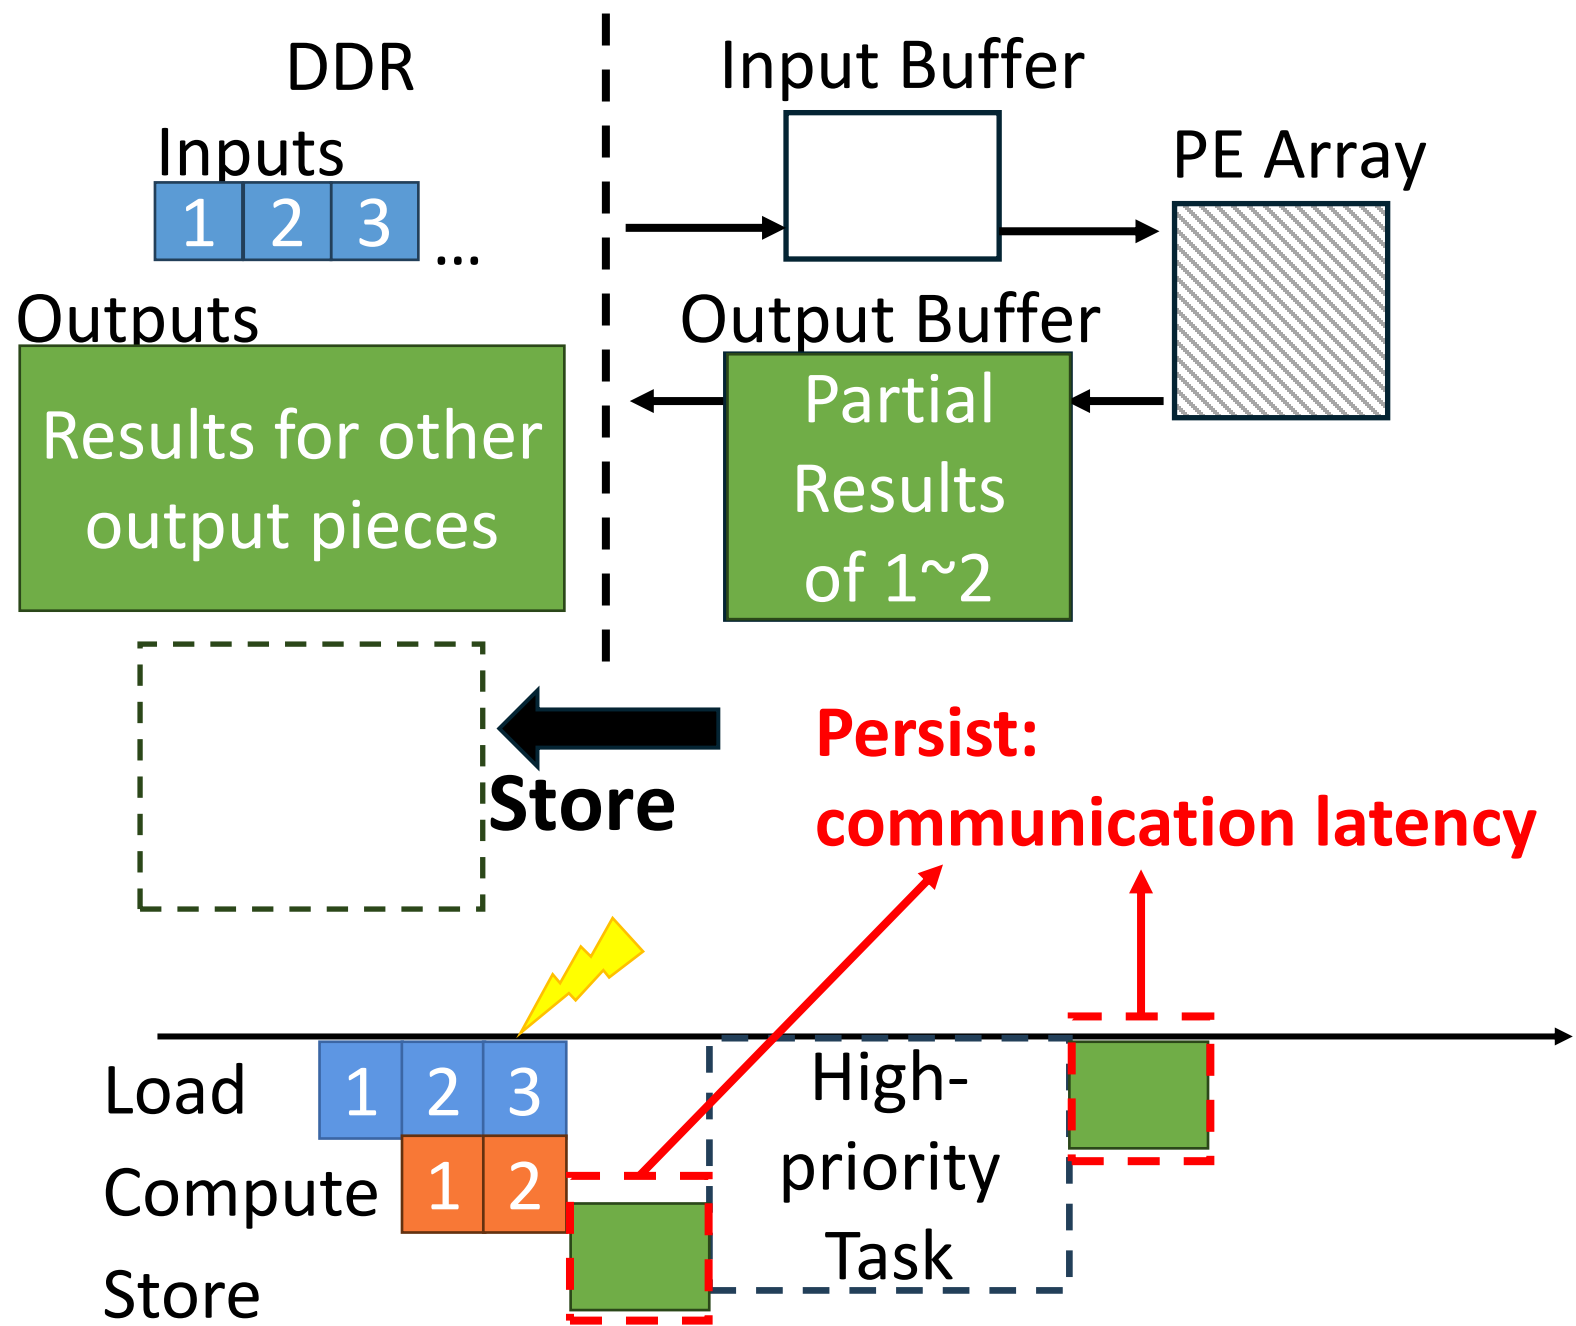 DDR
Input Buffer
Inputs
PE Array
1 2 3 ...
Outputs
Output Buffer
Results for other
output pieces
Partial
Results
of 1~2
Store
Persist:
communication latency
Load
1 2 3
Compute
1 2
Store
High-
priority
Task